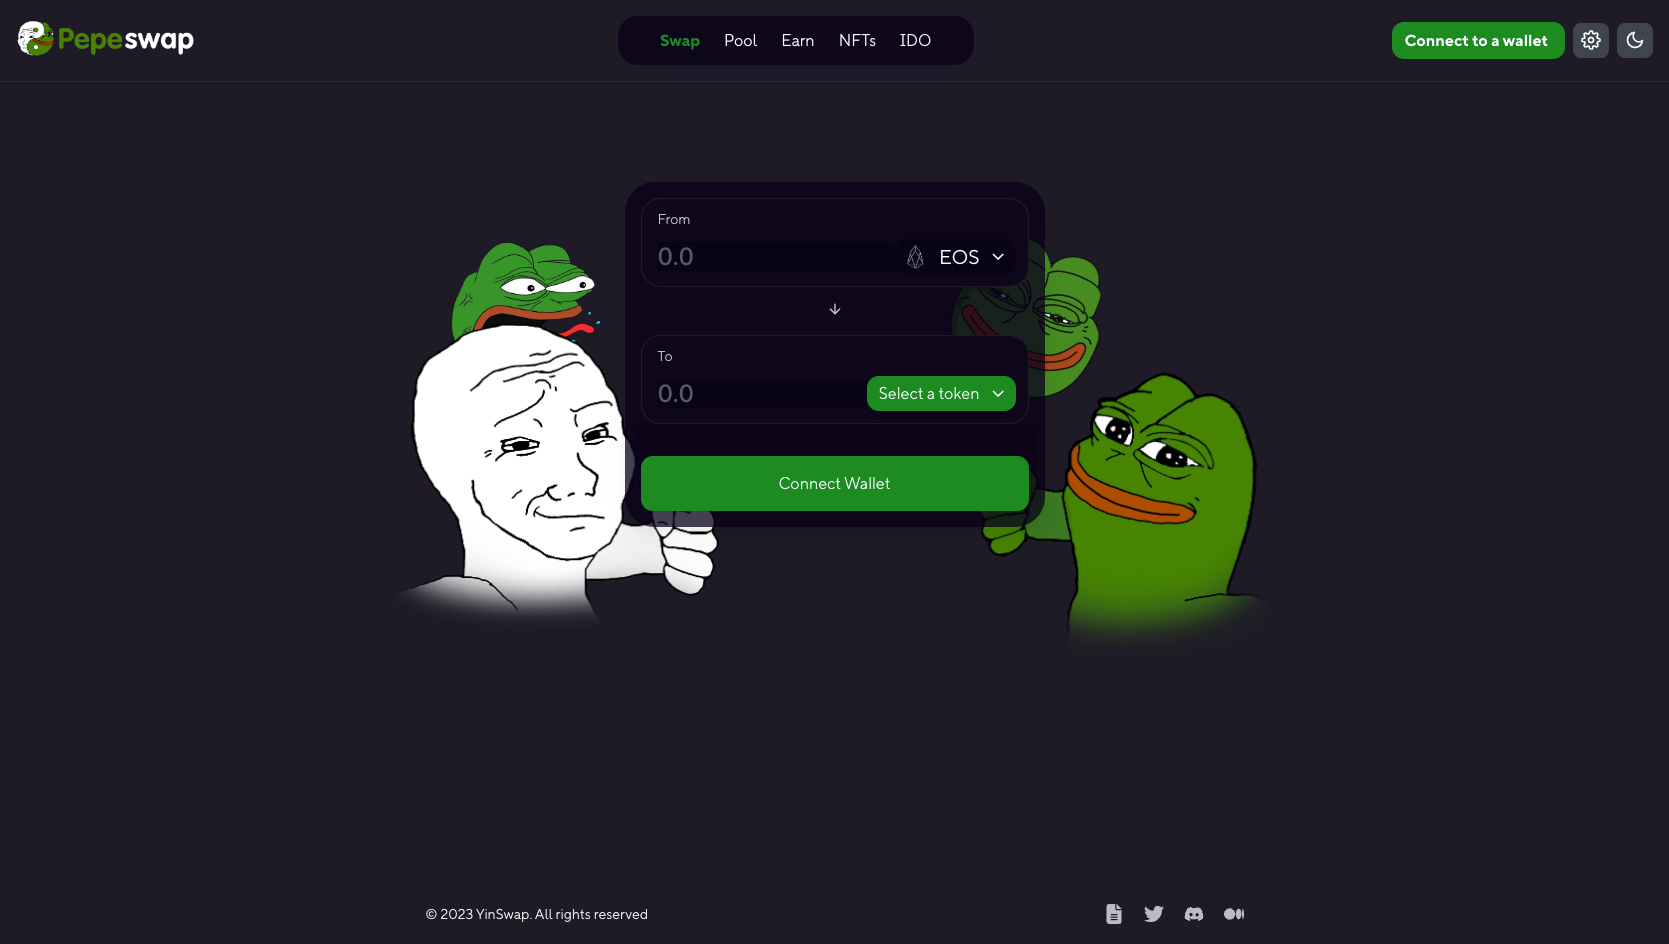 Pepeswap
Swap Pool Earn NFTs IDO
Connect to a wallet
From
0.0
EOS
To
0.0
Select a token
Connect Wallet
© 2023 YinSwap. All rights reserved